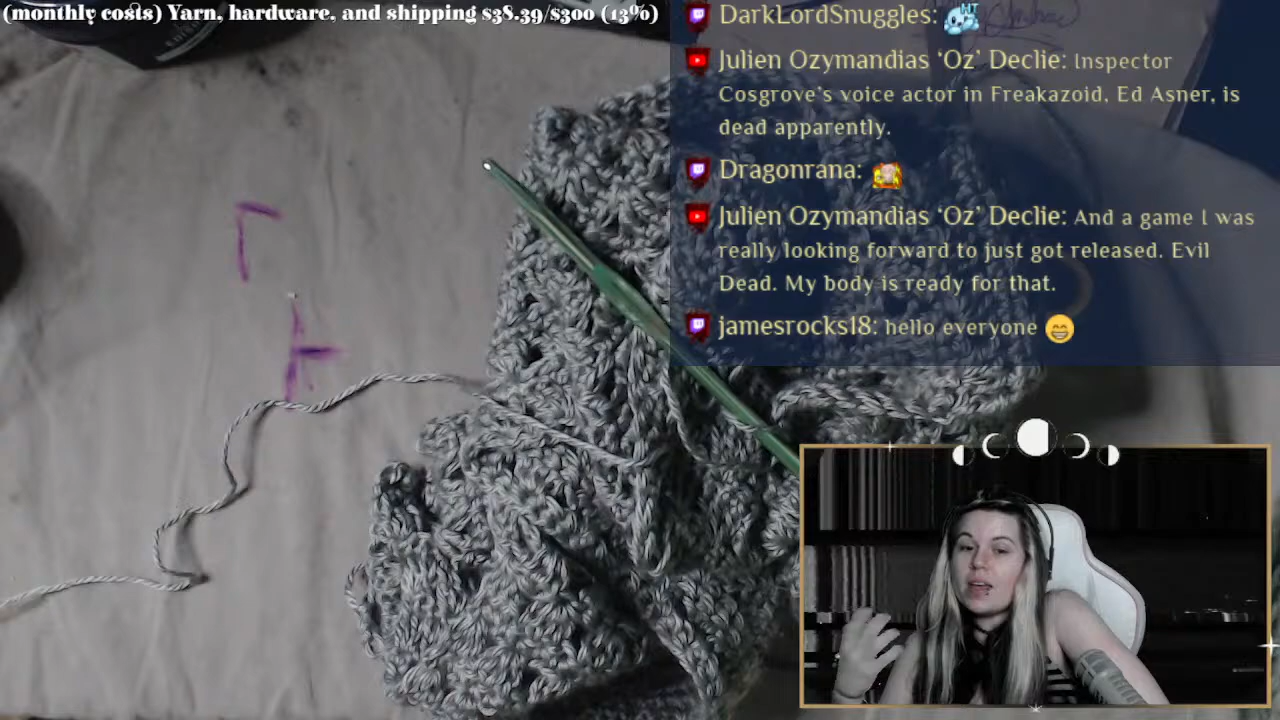 (monthly costs) Yarn, hardware, and shipping $38.39/$300 (13%)
DarkLordSnuggles:
Julien Ozymandias ‘Oz’ Declie: Inspector
Cosgrove's voice actor in Freakazoid, Ed Asner, is
dead apparently.
Dragonrana:
Julien Ozymandias ‘Oz’ Declie: And a game I was
really looking forward to just got released. Evil
Dead. My body is ready for that.
jamesrocks18: hello everyone